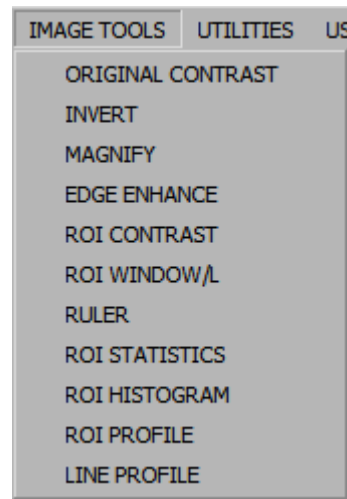 IMAGE TOOLS UTILITIES US
ORIGINAL CONTRAST
INVERT
MAGNIFY
EDGE ENHANCE
ROI CONTRAST
ROI WINDOW/L
RULER
ROI STATISTICS
ROI HISTOGRAM
ROI PROFILE
LINE PROFILE